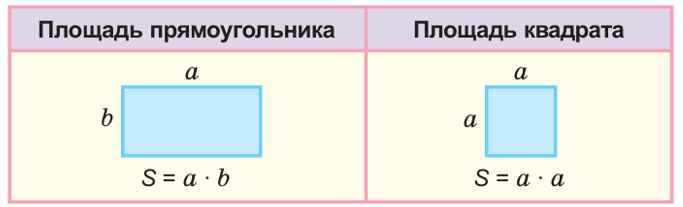 Площадь прямоугольника
Площадь квадрата
a
b
S = a · b
a
a
S = a · a